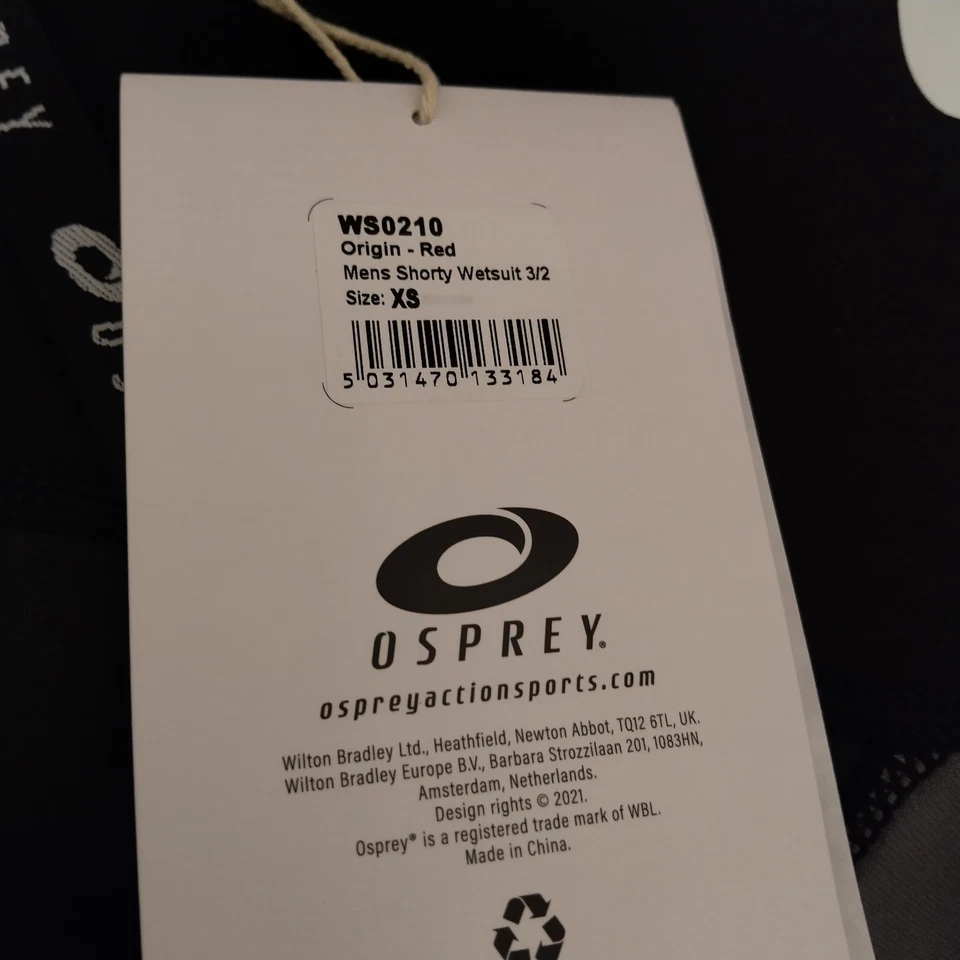 WS0210
Origin - Red
Mens Shorty Wetsuit 3/2
Size: XS
5 031470 133184
OSPREY®
ospreyactionsports.com
Wilton Bradley Ltd., Heathfield, Newton Abbot, TQ12 6TL, UK.
Wilton Bradley Europe B.V., Barbara Strozzilaan 201, 1083HN,
Amsterdam, Netherlands.
Design rights © 2021.
Osprey® is a registered trade mark of WBL.
Made in China.